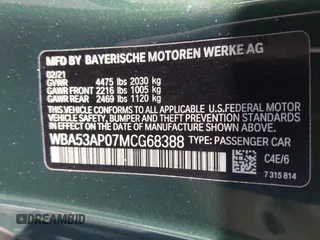 MFD BY BAYERISCHE MOTOREN WERKE AG
02/21
GVWR 4475 lbs 2030 kg
GAWR FRONT 2216 lbs 1005 kg
GAWR REAR 2469 lbs 1120 kg
THIS VEHICLE CONFORMS TO ALL APPLICABLE U.S. FEDERAL MOTOR
VEHICLE SAFETY, BUMPER, AND THEFT PREVENTION STANDARDS IN
EFFECT ON THE DATE OF MANUFACTURE SHOWN ABOVE.
WBA53AP07MCG68388 TYPE: PASSENGER CAR
C4E/6
7 315 814
DREAMBID